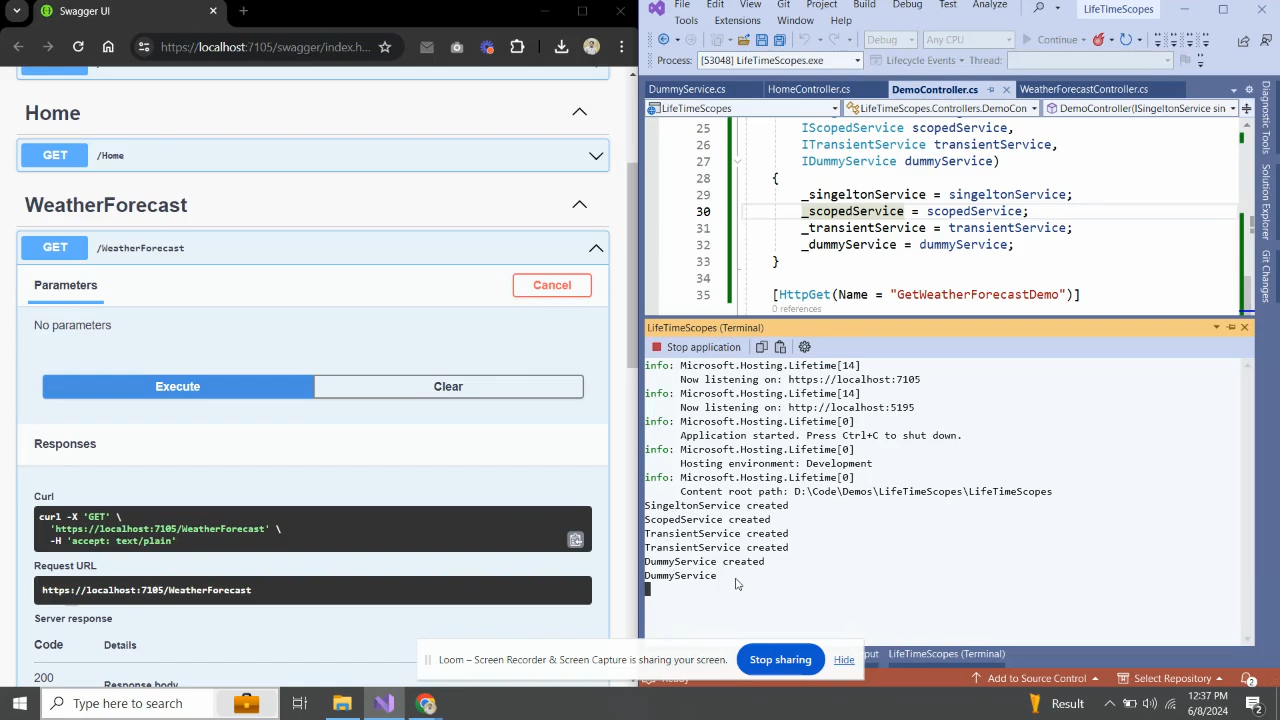 Swagger UI
https://localhost:7105/swagger/index.h...
Home
GET /Home
WeatherForecast
GET /WeatherForecast
Parameters
Cancel
No parameters
Execute
Clear
Responses
Curl
curl -X 'GET' \
'https://localhost:7105/WeatherForecast' \
-H 'accept: text/plain'
Request URL
https://localhost:7105/WeatherForecast
Server response
Code Details
200
Response body
File Edit View Git Project Build Debug Test Analyze
Tools Extensions Window Help
LifeTimeScopes
Debug Any CPU Continue
Process: [53048] LifeTimeScopes.exe Lifecycle Events Thread:
DummyService.cs HomeController.cs DemoController.cs WeatherForecastController.cs
LifeTimeScopes LifeTimeScopes.Controllers.DemoCon DemoController(ISingeltonService sin
25 IScopedService scopedService,
26 ITransientService transientService,
27 IDummyService dummyService)
28 {
29 _singeltonService = singeltonService;
30 _scopedService = scopedService;
31 _transientService = transientService;
32 _dummyService = dummyService;
33 }
34
35 [HttpGet(Name = "GetWeatherForecastDemo")]
0 references
Diagnostic Tools
Solution Explorer
Git Changes
LifeTimeScopes (Terminal)
Stop application
info: Microsoft.Hosting.Lifetime[14]
Now listening on: https://localhost:7105
info: Microsoft.Hosting.Lifetime[14]
Now listening on: http://localhost:5195
info: Microsoft.Hosting.Lifetime[0]
Application started. Press Ctrl+C to shut down.
info: Microsoft.Hosting.Lifetime[0]
Hosting environment: Development
info: Microsoft.Hosting.Lifetime[0]
Content root path: D:\Code\Demos\LifeTimeScopes\LifeTimeScopes
SingeltonService created
ScopedService created
TransientService created
TransientService created
DummyService created
DummyService
put LifeTimeScopes (Terminal)
Loom – Screen Recorder & Screen Capture is sharing your screen.
Stop sharing
Hide
Add to Source Control
Select Repository
2
Type here to search
Result
12:37 PM
6/8/2024
2